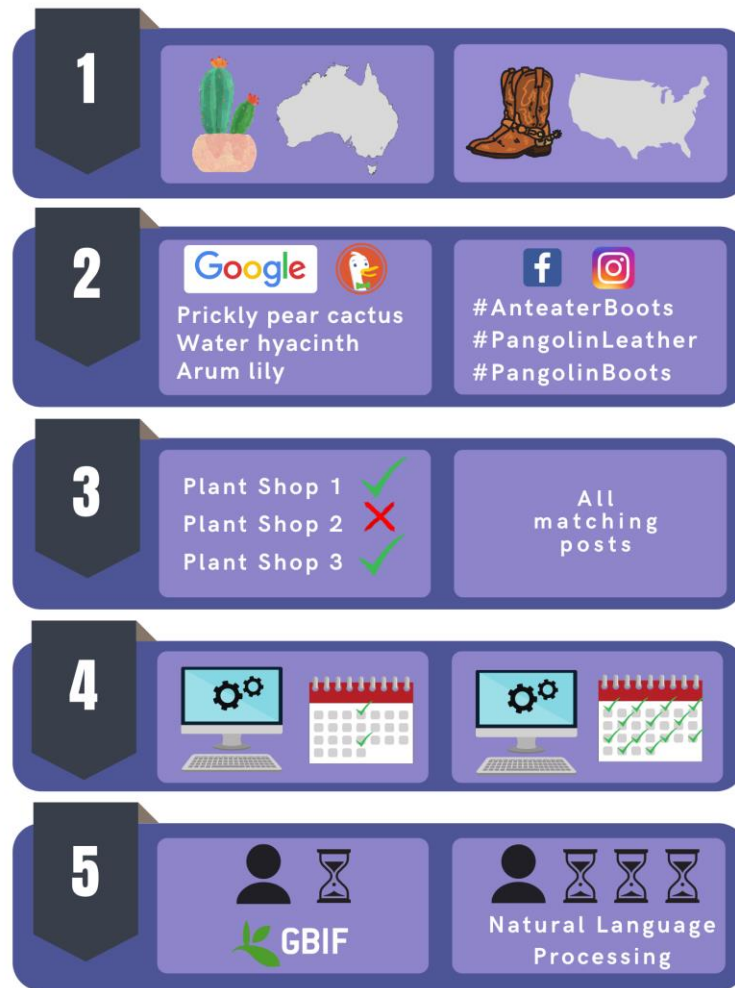 1
2
Google
Prickly pear cactus
Water hyacinth
Arum lily
f
#AnteaterBoots
#PangolinLeather
#PangolinBoots
3
Plant Shop 1
Plant Shop 2
Plant Shop 3
All
matching
posts
4
5
GBIF
Natural Language
Processing